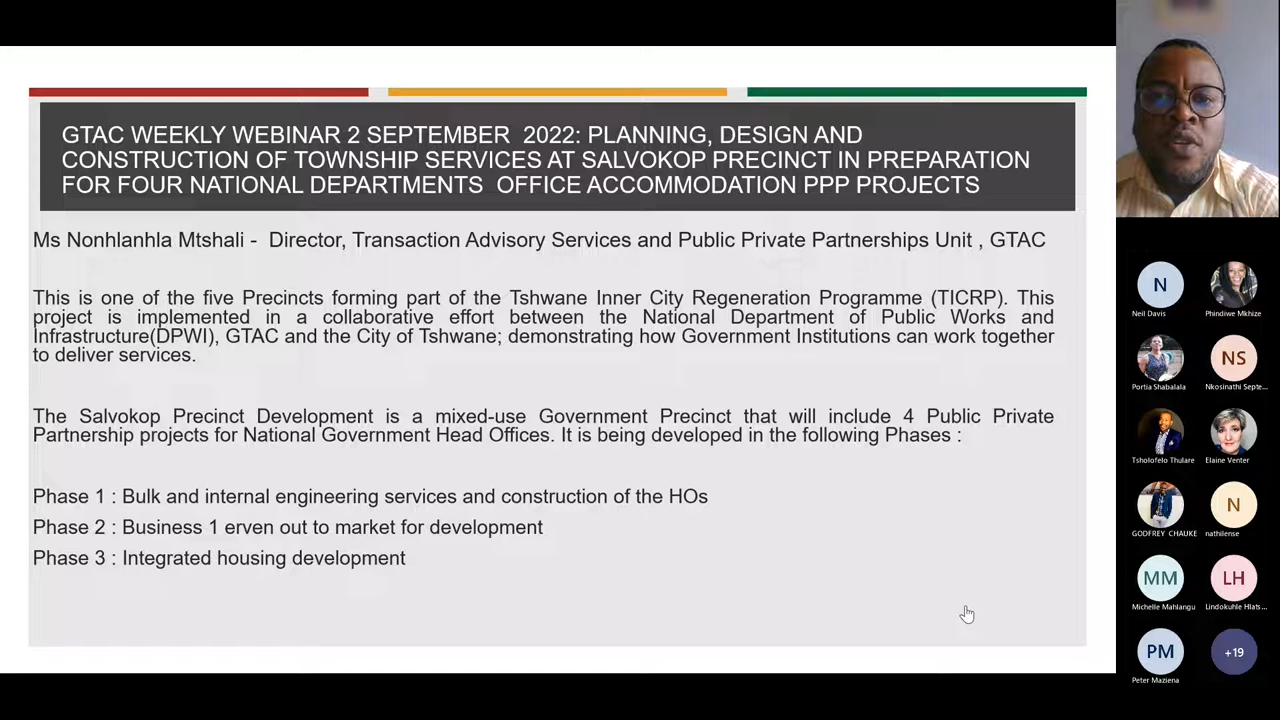 GTAC WEEKLY WEBINAR 2 SEPTEMBER 2022: PLANNING, DESIGN AND
CONSTRUCTION OF TOWNSHIP SERVICES AT SALVOKOP PRECINCT IN PREPARATION
FOR FOUR NATIONAL DEPARTMENTS OFFICE ACCOMMODATION PPP PROJECTS
Ms Nonhlanhla Mtshali - Director, Transaction Advisory Services and Public Private Partnerships Unit , GTAC
This is one of the five Precincts forming part of the Tshwane Inner City Regeneration Programme (TICRP). This
project is implemented in a collaborative effort between the National Department of Public Works and
Infrastructure(DPWI), GTAC and the City of Tshwane; demonstrating how Government Institutions can work together
to deliver services.
The Salvokop Precinct Development is a mixed-use Government Precinct that will include 4 Public Private
Partnership projects for National Government Head Offices. It is being developed in the following Phases :
Phase 1 : Bulk and internal engineering services and construction of the HOs
Phase 2 : Business 1 erven out to market for development
Phase 3 : Integrated housing development
N
Neil Davis
Phindiwe Mkhize
Portia Shabalala
NS
Nkosinathi Septe...
Tsholofelo Thulare
Elaine Venter
GODFREY CHAUKE
N
nathilense
MM
Michelle Mahlangu
LH
Lindokuhle Hlats...
PM
Peter Maziena
+19